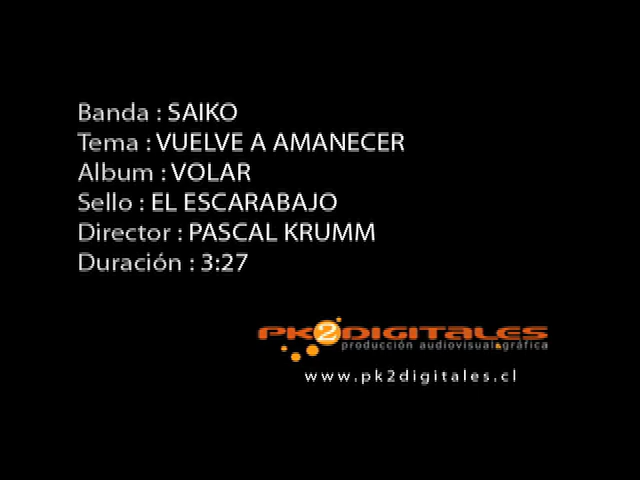 Banda : SAIKO
Tema : VUELVE A AMANECER
Album : VOLAR
Sello : EL ESCARABAJO
Director : PASCAL KRUMM
Duración : 3:27
PK2DIGITALES
producción audiovisual&gráfica
www.pk2digitales.cl